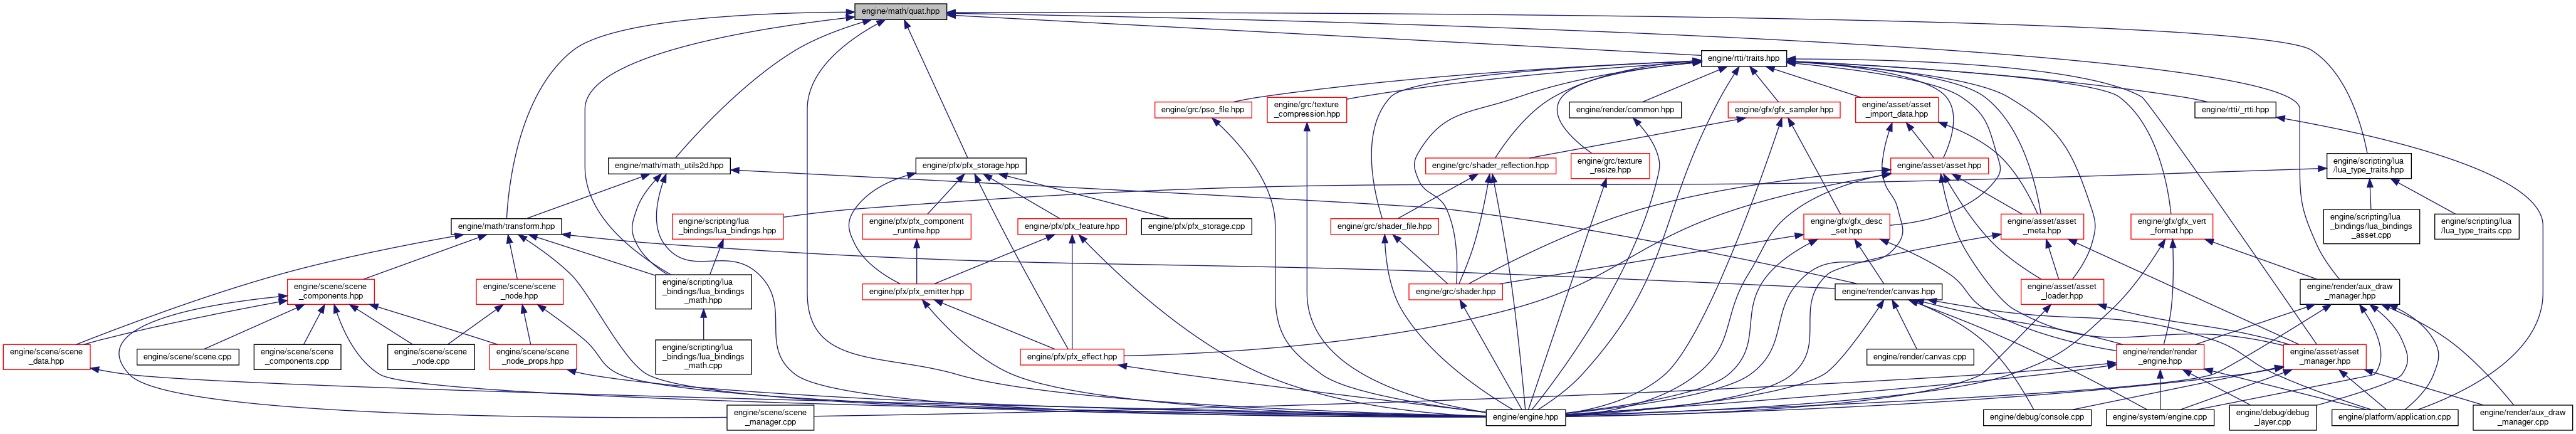 engine/math/quat.hpp
engine/rtti/traits.hpp
engine/grc/pso_file.hpp
engine/grc/texture
_compression.hpp
engine/render/common.hpp
engine/gfx/gfx_sampler.hpp
engine/asset/asset
_import_data.hpp
engine/rtti/_rtti.hpp
engine/math/math_utils2d.hpp
engine/pfx/pfx_storage.hpp
engine/grc/shader_reflection.hpp
engine/grc/texture
_resize.hpp
engine/asset/asset.hpp
engine/scripting/lua
/lua_type_traits.hpp
engine/math/transform.hpp
engine/scripting/lua
_bindings/lua_bindings.hpp
engine/pfx/pfx_component
_runtime.hpp
engine/pfx/pfx_feature.hpp
engine/pfx/pfx_storage.cpp
engine/grc/shader_file.hpp
engine/gfx/gfx_desc
_set.hpp
engine/asset/asset
_meta.hpp
engine/gfx/gfx_vert
_format.hpp
engine/scripting/lua
_bindings/lua_bindings
_asset.cpp
engine/scripting/lua
/lua_type_traits.cpp
engine/scene/scene
_components.hpp
engine/scene/scene
_node.hpp
engine/scripting/lua
_bindings/lua_bindings
_math.hpp
engine/pfx/pfx_emitter.hpp
engine/grc/shader.hpp
engine/render/canvas.hpp
engine/asset/asset
_loader.hpp
engine/render/aux_draw
_manager.hpp
engine/scene/scene
_data.hpp
engine/scene/scene.cpp
engine/scene/scene
_components.cpp
engine/scene/scene
_node.cpp
engine/scene/scene
_node_props.hpp
engine/scripting/lua
_bindings/lua_bindings
_math.cpp
engine/pfx/pfx_effect.hpp
engine/render/canvas.cpp
engine/render/render
_engine.hpp
engine/asset/asset
_manager.hpp
engine/scene/scene
_manager.cpp
engine/engine.hpp
engine/debug/console.cpp
engine/system/engine.cpp
engine/debug/debug
_layer.cpp
engine/platform/application.cpp
engine/render/aux_draw
_manager.cpp